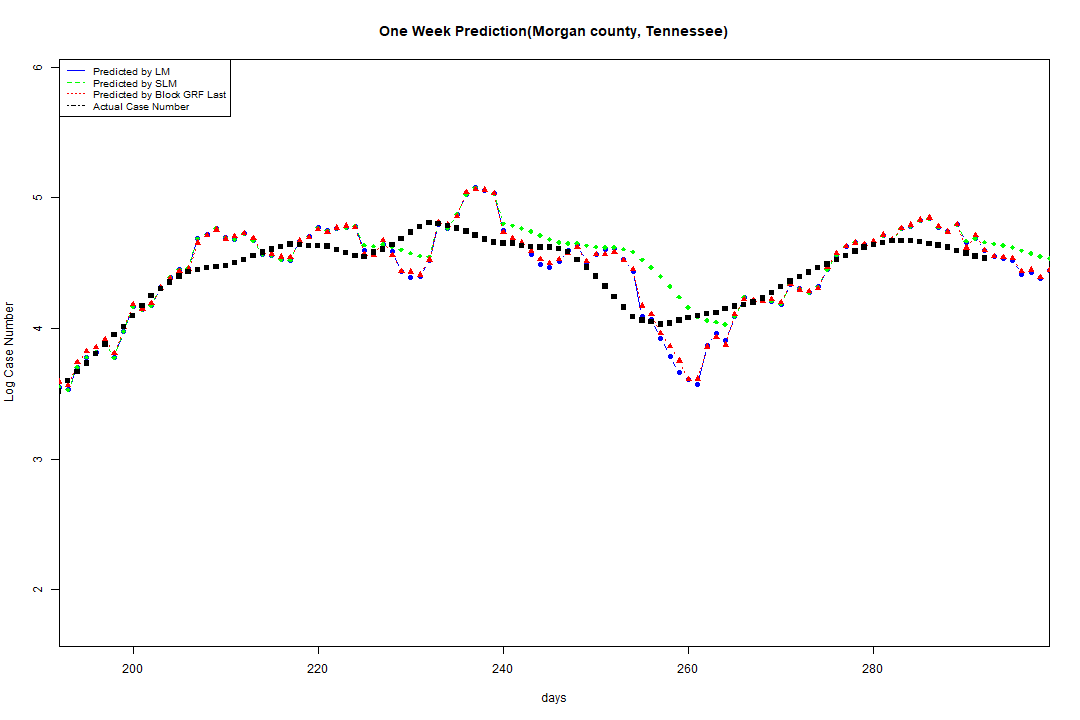 One Week Prediction(Morgan county, Tennessee)
Predicted by LM
Predicted by SLM
Predicted by Block GRF Last
Actual Case Number
6
5
4
3
2
Log Case Number
200
220
240
260
280
days